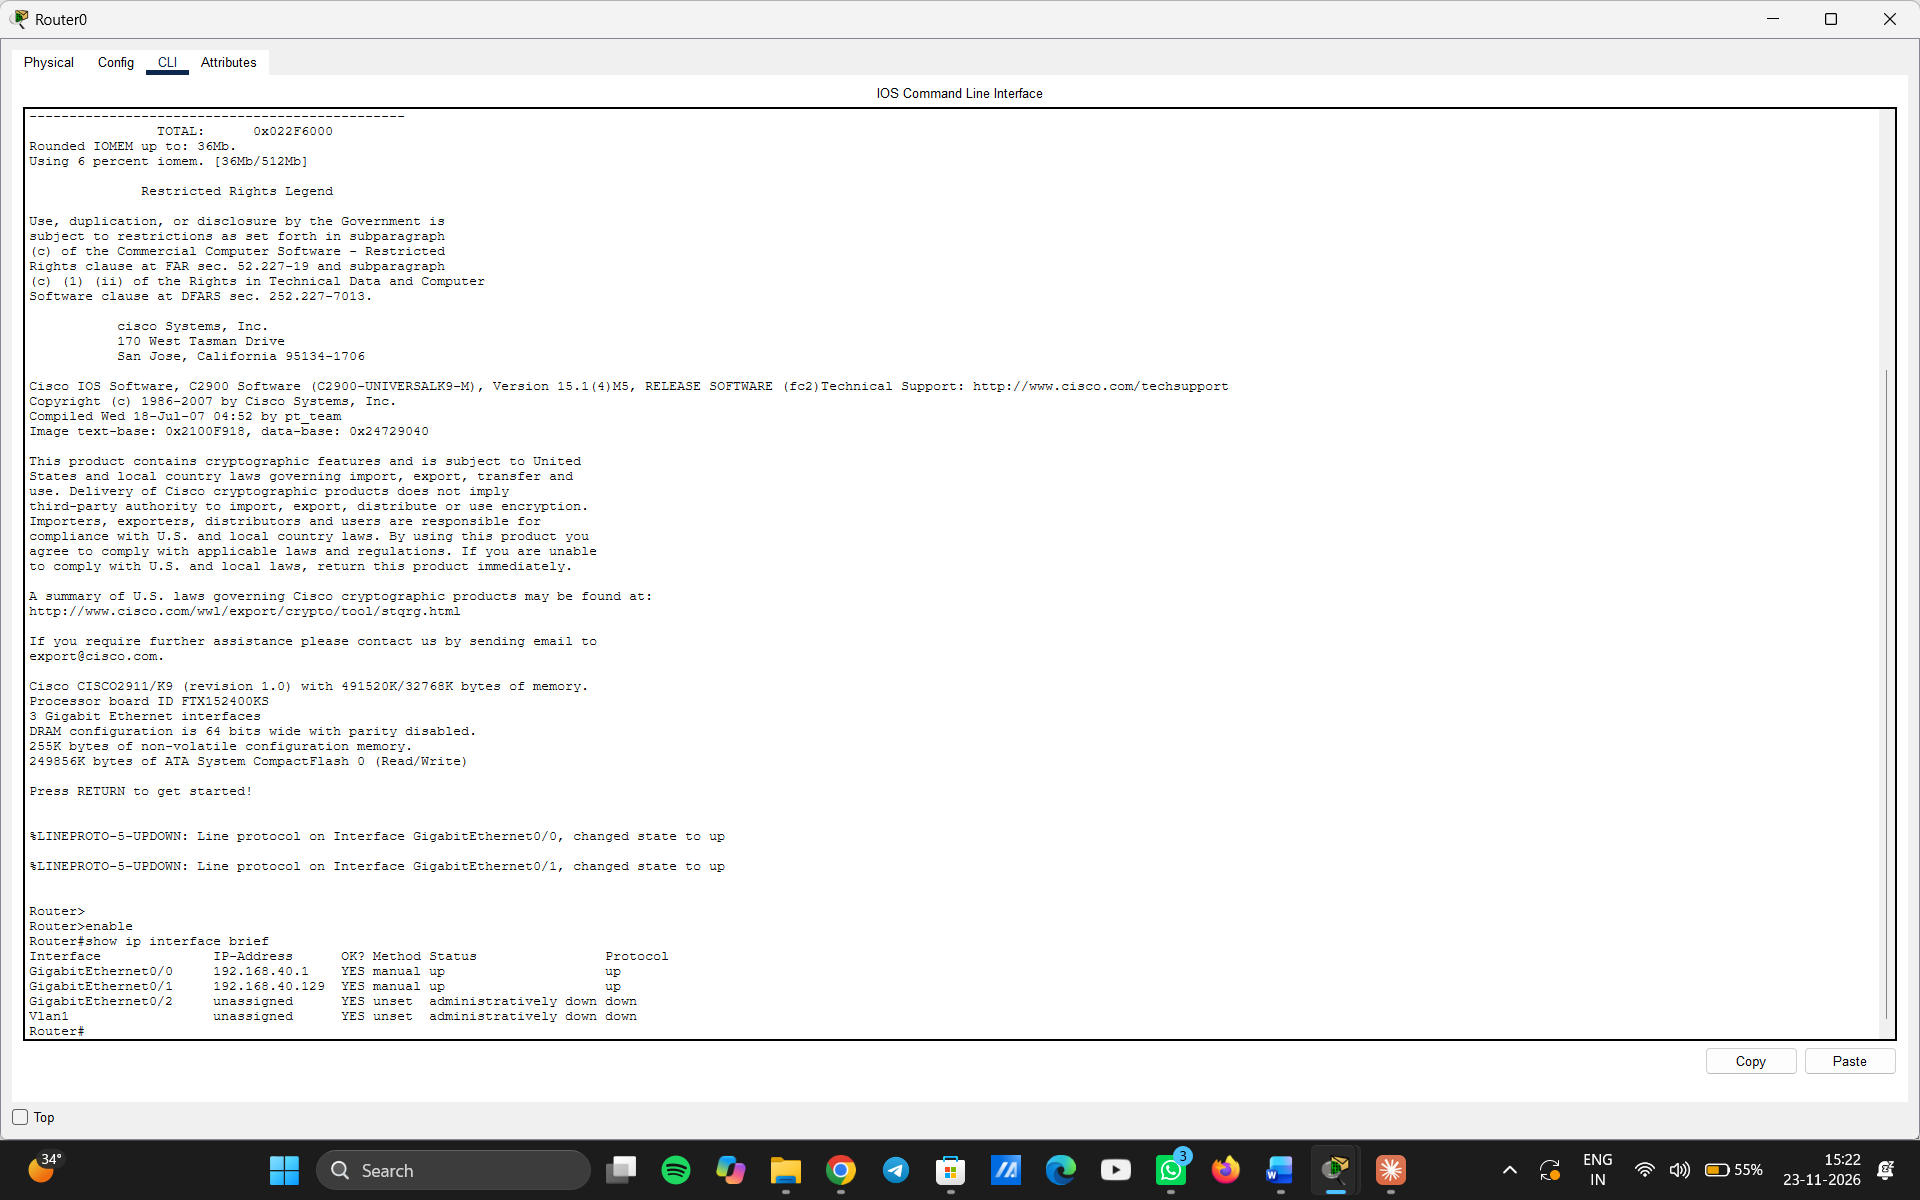 Router0
Physical Config CLI Attributes
IOS Command Line Interface
-----------------------------------------------
TOTAL: 0x022F6000
Rounded IOMEM up to: 36Mb.
Using 6 percent iomem. [36Mb/512Mb]
Restricted Rights Legend
Use, duplication, or disclosure by the Government is
subject to restrictions as set forth in subparagraph
(c) of the Commercial Computer Software - Restricted
Rights clause at FAR sec. 52.227-19 and subparagraph
(c) (1) (ii) of the Rights in Technical Data and Computer
Software clause at DFARS sec. 252.227-7013.
cisco Systems, Inc.
170 West Tasman Drive
San Jose, California 95134-1706
Cisco IOS Software, C2900 Software (C2900-UNIVERSALK9-M), Version 15.1(4)M5, RELEASE SOFTWARE (fc2)Technical Support: http://www.cisco.com/techsupport
Copyright (c) 1986-2007 by Cisco Systems, Inc.
Compiled Wed 18-Jul-07 04:52 by pt_team
Image text-base: 0x2100F918, data-base: 0x24729040
This product contains cryptographic features and is subject to United
States and local country laws governing import, export, transfer and
use. Delivery of Cisco cryptographic products does not imply
third-party authority to import, export, distribute or use encryption.
Importers, exporters, distributors and users are responsible for
compliance with U.S. and local country laws. By using this product you
agree to comply with applicable laws and regulations. If you are unable
to comply with U.S. and local laws, return this product immediately.
A summary of U.S. laws governing Cisco cryptographic products may be found at:
http://www.cisco.com/wwl/export/crypto/tool/stqrg.html
If you require further assistance please contact us by sending email to
export@cisco.com.
Cisco CISCO2911/K9 (revision 1.0) with 491520K/32768K bytes of memory.
Processor board ID FTX152400KS
3 Gigabit Ethernet interfaces
DRAM configuration is 64 bits wide with parity disabled.
255K bytes of non-volatile configuration memory.
249856K bytes of ATA System CompactFlash 0 (Read/Write)
Press RETURN to get started!
%LINEPROTO-5-UPDOWN: Line protocol on Interface GigabitEthernet0/0, changed state to up
%LINEPROTO-5-UPDOWN: Line protocol on Interface GigabitEthernet0/1, changed state to up
Router>
Router>enable
Router#show ip interface brief
Interface IP-Address OK? Method Status Protocol
GigabitEthernet0/0 192.168.40.1 YES manual up up
GigabitEthernet0/1 192.168.40.129 YES manual up up
GigabitEthernet0/2 unassigned YES unset administratively down down
Vlan1 unassigned YES unset administratively down down
Router#
Copy Paste
Top
34°
Search
3
ENG
IN
55%
15:22
23-11-2026